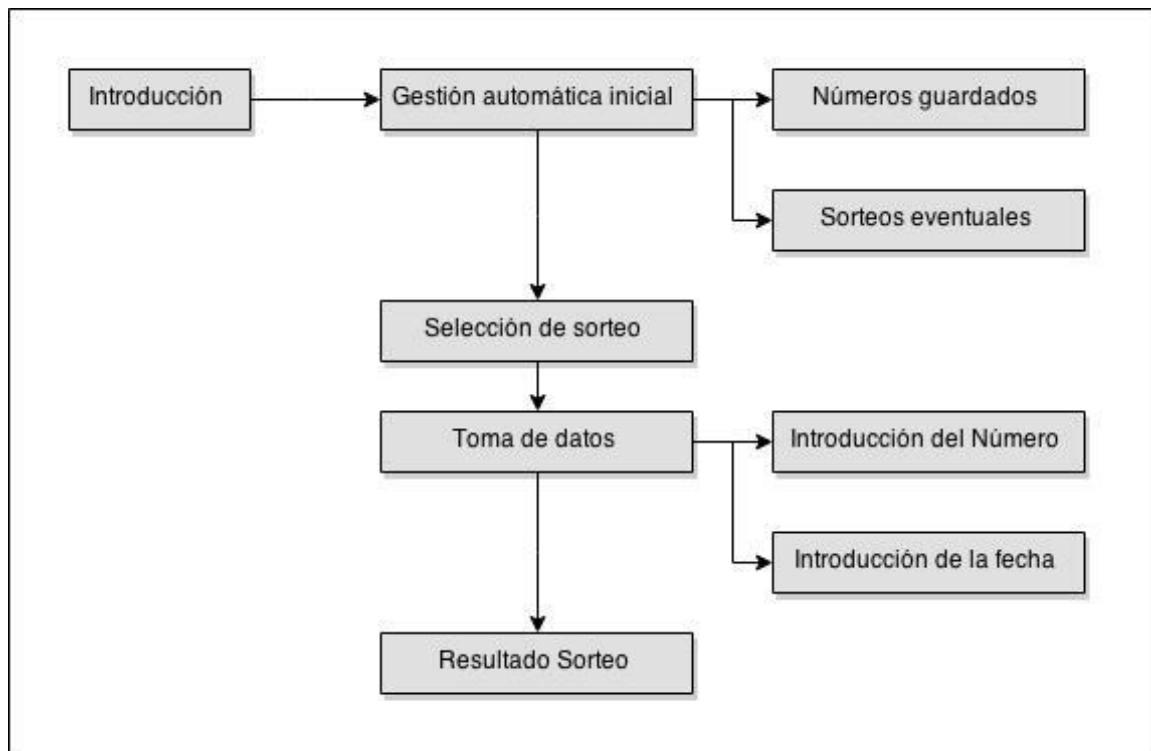 Introducción
Gestión automática inicial
Números guardados
Sorteos eventuales
Selección de sorteo
Toma de datos
Introducción del Número
Introducción de la fecha
Resultado Sorteo